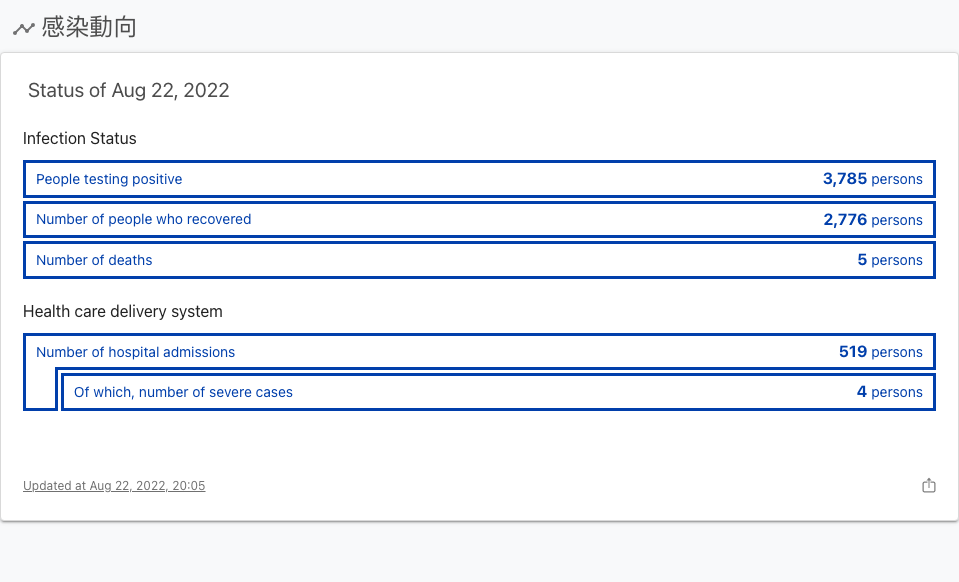 感染動向
Status of Aug 22, 2022
Infection Status
People testing positive 3,785 persons
Number of people who recovered 2,776 persons
Number of deaths 5 persons
Health care delivery system
Number of hospital admissions 519 persons
Of which, number of severe cases 4 persons
Updated at Aug 22, 2022, 20:05